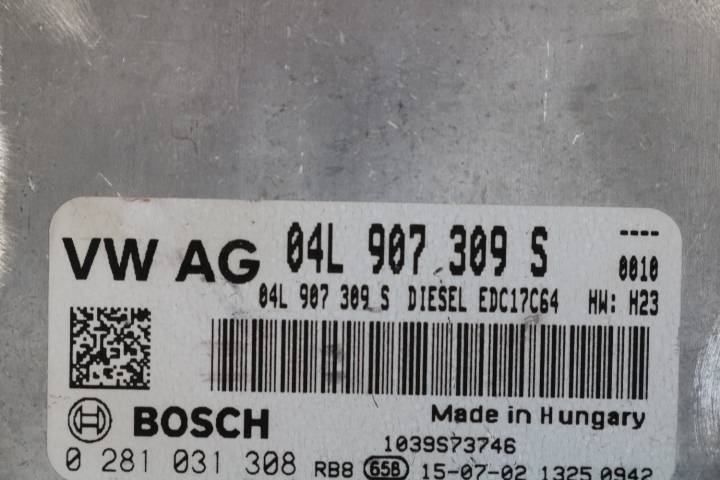 VW AG 04L 907 309 S ----
0010
04L 907 309 S DIESEL EDC17C64 HW: H23
BOSCH Made in Hungary
1039S73746
0 281 031 308 RB8 658 15-07-02 1325 0942